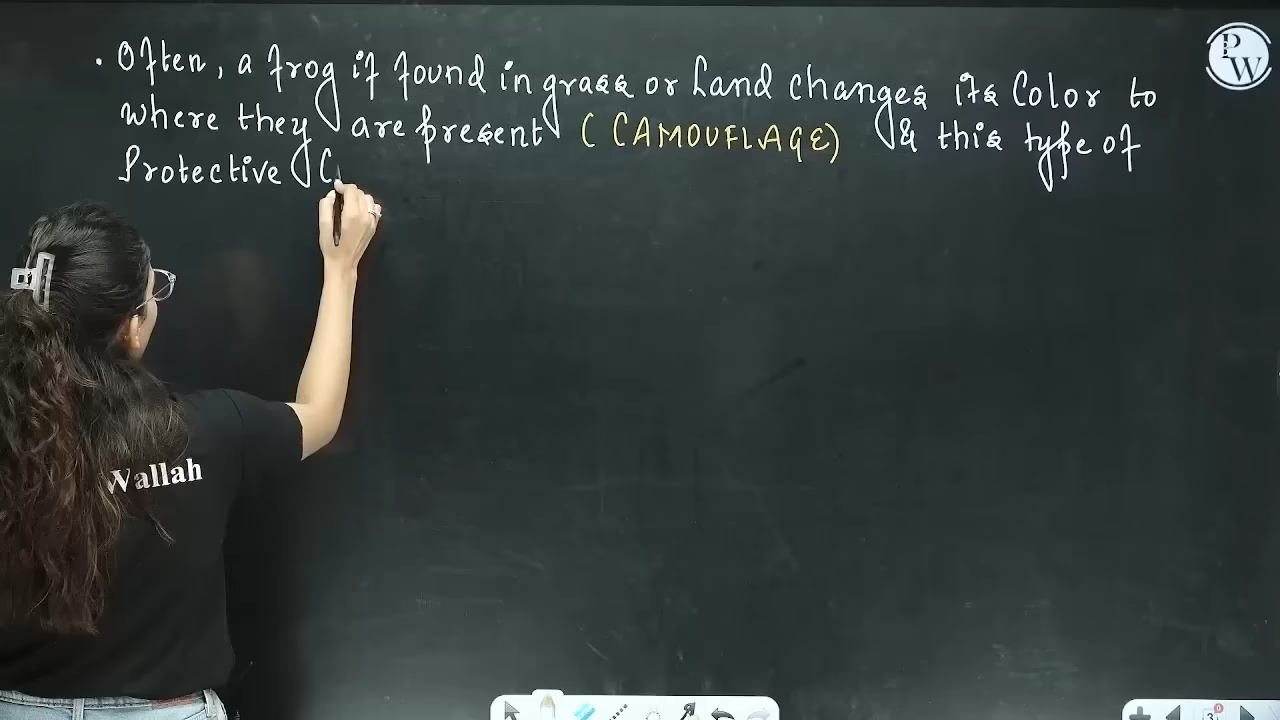 • Often, a frog if found in grass or Land changes its Color to
where they are present (CAMOUFLAGE) & this type of
Protective C
PW
Wallah